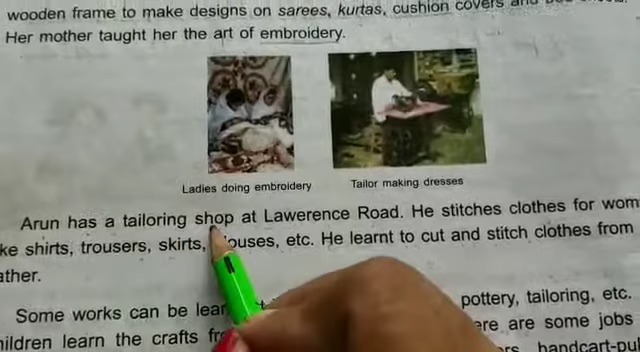 wooden frame to make designs on sarees, kurtas, cushion covers and
Her mother taught her the art of embroidery.
Ladies doing embroidery
Tailor making dresses
Arun has a tailoring shop at Lawerence Road. He stitches clothes for wom
ke shirts, trousers, skirts, ouses, etc. He learnt to cut and stitch clothes from
ather.
Some works can be lear pottery, tailoring, etc.
hildren learn the crafts fr ere are some jobs
rs, handcart-pul